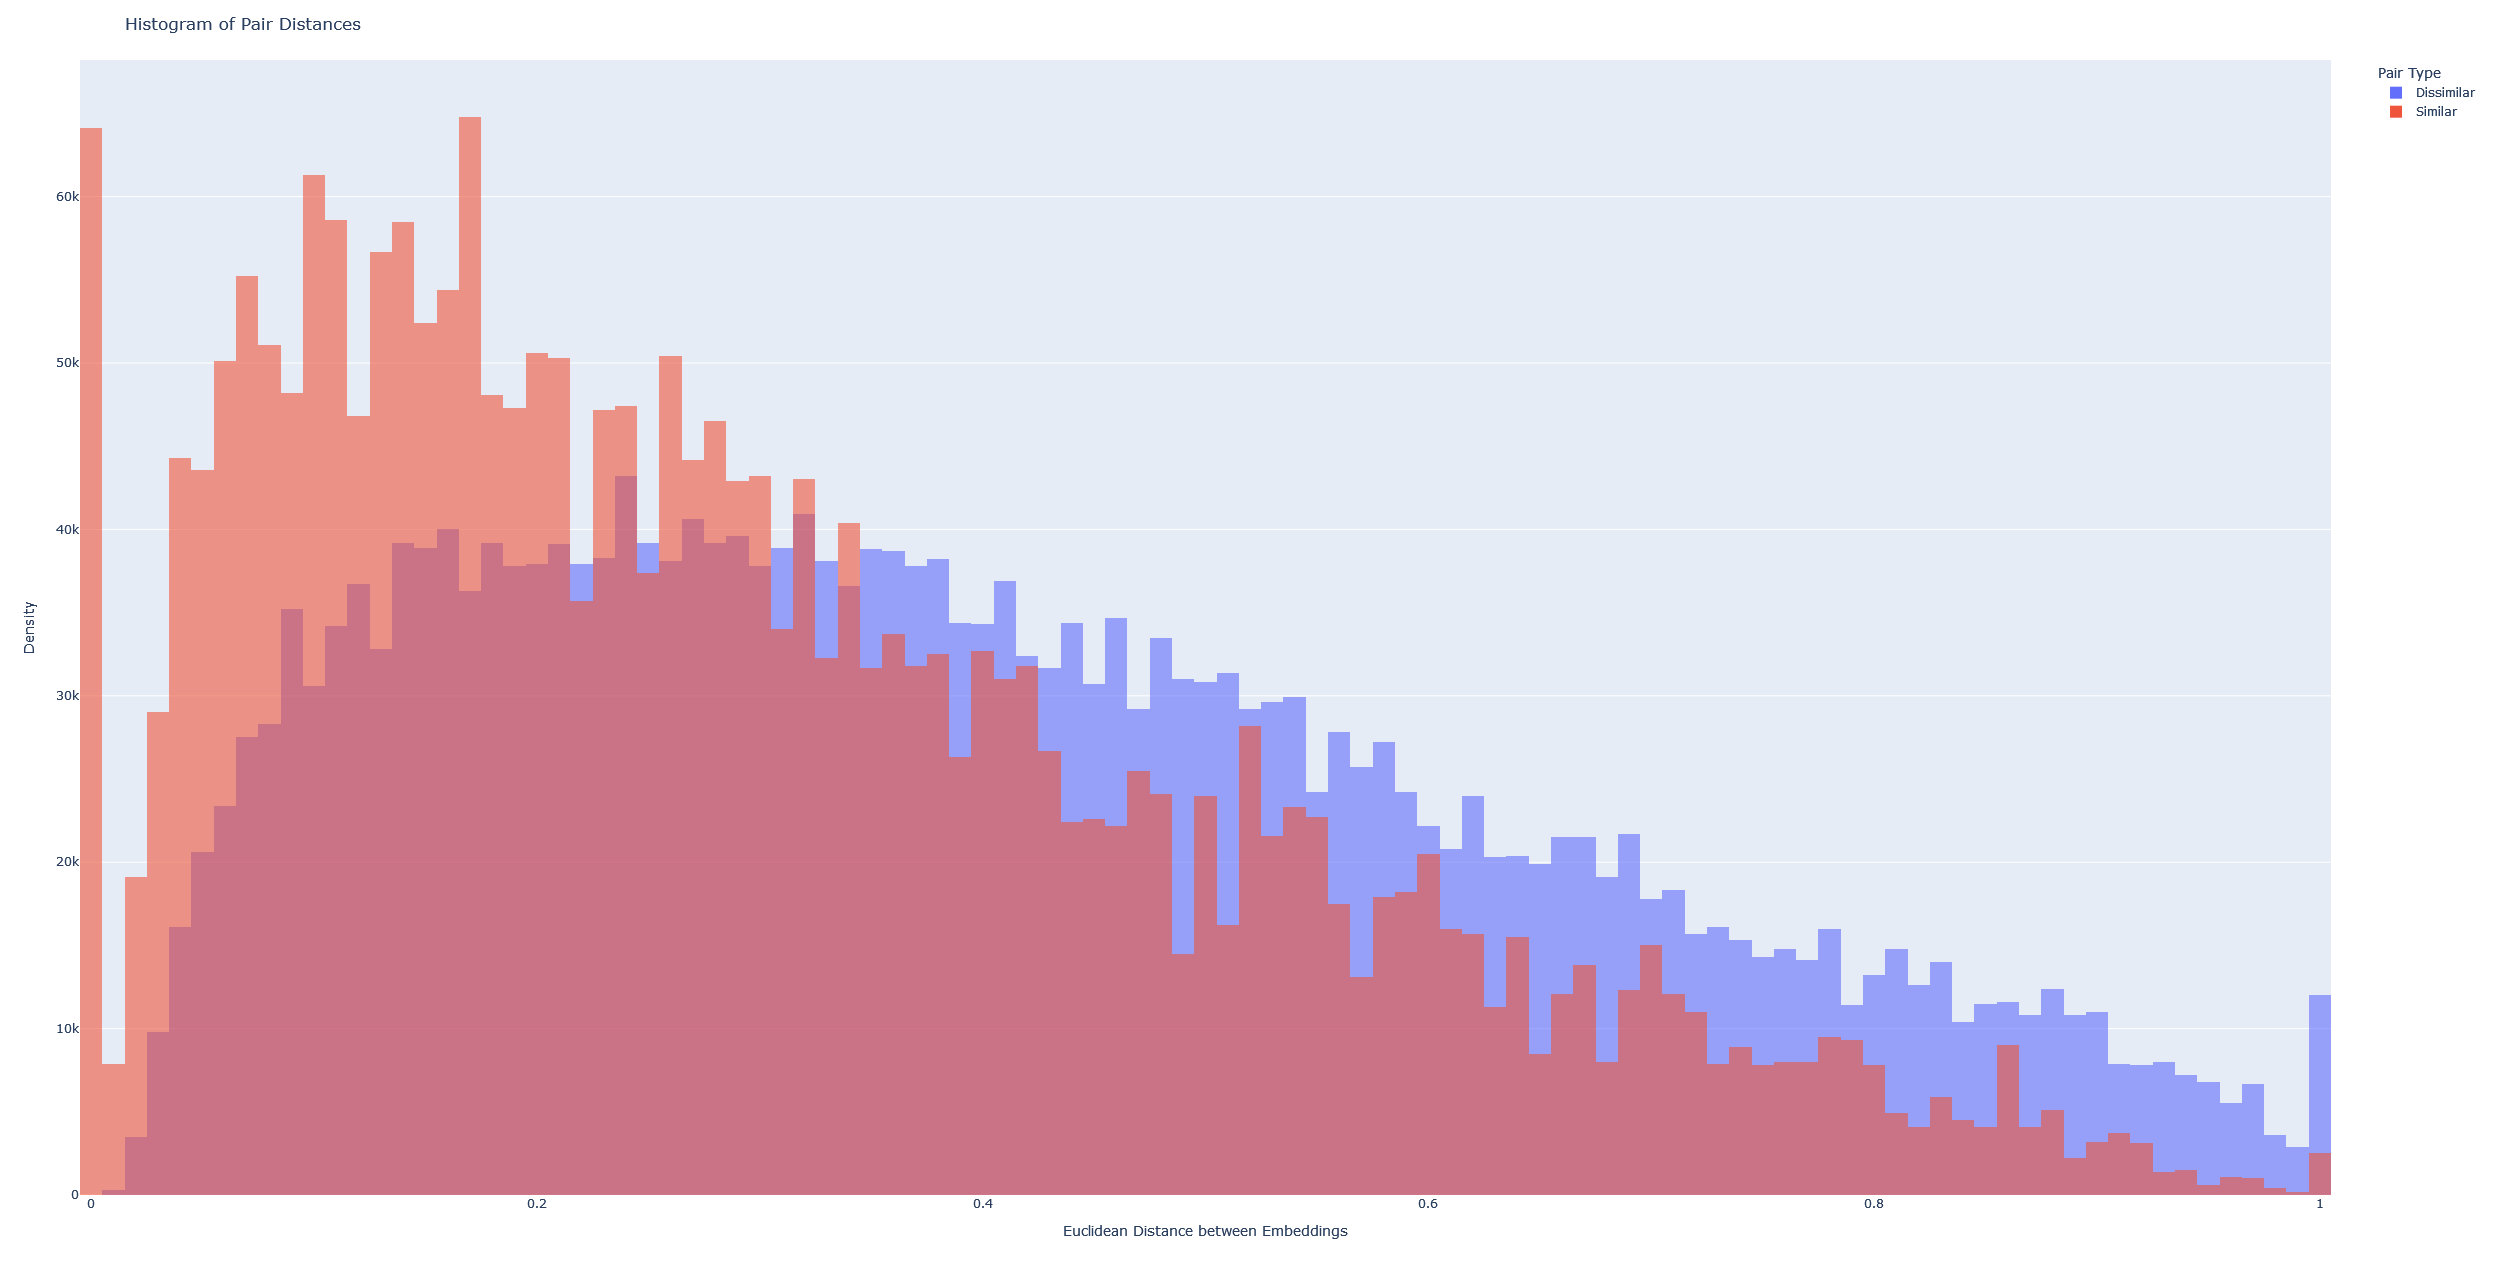 Histogram of Pair Distances
Pair Type
Dissimilar
Similar
60k
50k
40k
30k
20k
10k
0
Density
0 0.2 0.4 0.6 0.8 1
Euclidean Distance between Embeddings